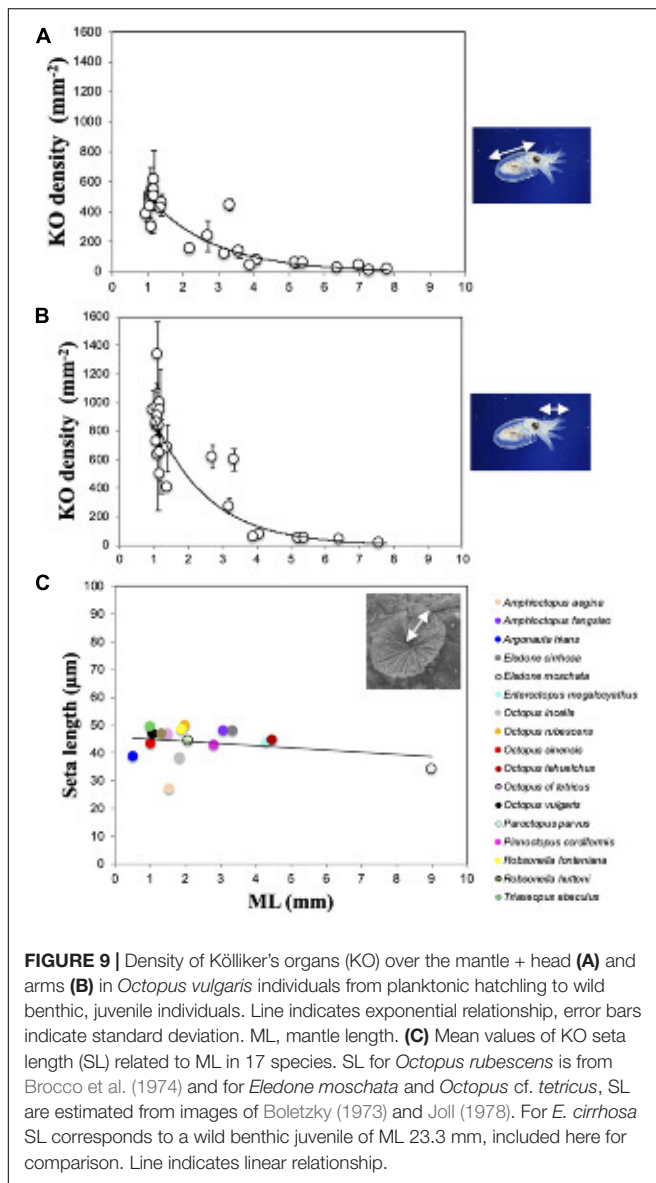 A
1600
1400
1200
1000
800
600
400
200
0
KO density (mm-2)
0 1 2 3 4 5 6 7 8 9 10
B
1600
1400
1200
1000
800
600
400
200
0
KO density (mm-2)
0 1 2 3 4 5 6 7 8 9 10
C
100
90
80
70
60
50
40
30
20
10
0
Seta length (μm)
0 1 2 3 4 5 6 7 8 9 10
ML (mm)
Amphioctopus aegina
Amphioctopus fangsiao
Argonauta hians
Eledone cirrhosa
Eledone moschata
Enteroctopus megalocyathus
Octopus incella
Octopus rubescens
Octopus sinensis
Octopus tehuelchus
Octopus cf tetricus
Octopus vulgaris
Paroctopus parvus
Pinnoctopus cordiformis
Robsonella fontaniana
Robsonella huttoni
FIGURE 9 | Density of Kölliker's organs (KO) over the mantle + head (A) and
arms (B) in Octopus vulgaris individuals from planktonic hatchling to wild
benthic, juvenile individuals. Line indicates exponential relationship, error bars
indicate standard deviation. ML, mantle length. (C) Mean values of KO seta
length (SL) related to ML in 17 species. SL for Octopus rubescens is from
Brocco et al. (1974) and for Eledone moschata and Octopus cf. tetricus, SL
are estimated from images of Boletzky (1973) and Joll (1978). For E. cirrhosa
SL corresponds to a wild benthic juvenile of ML 23.3 mm, included here for
comparison. Line indicates linear relationship.